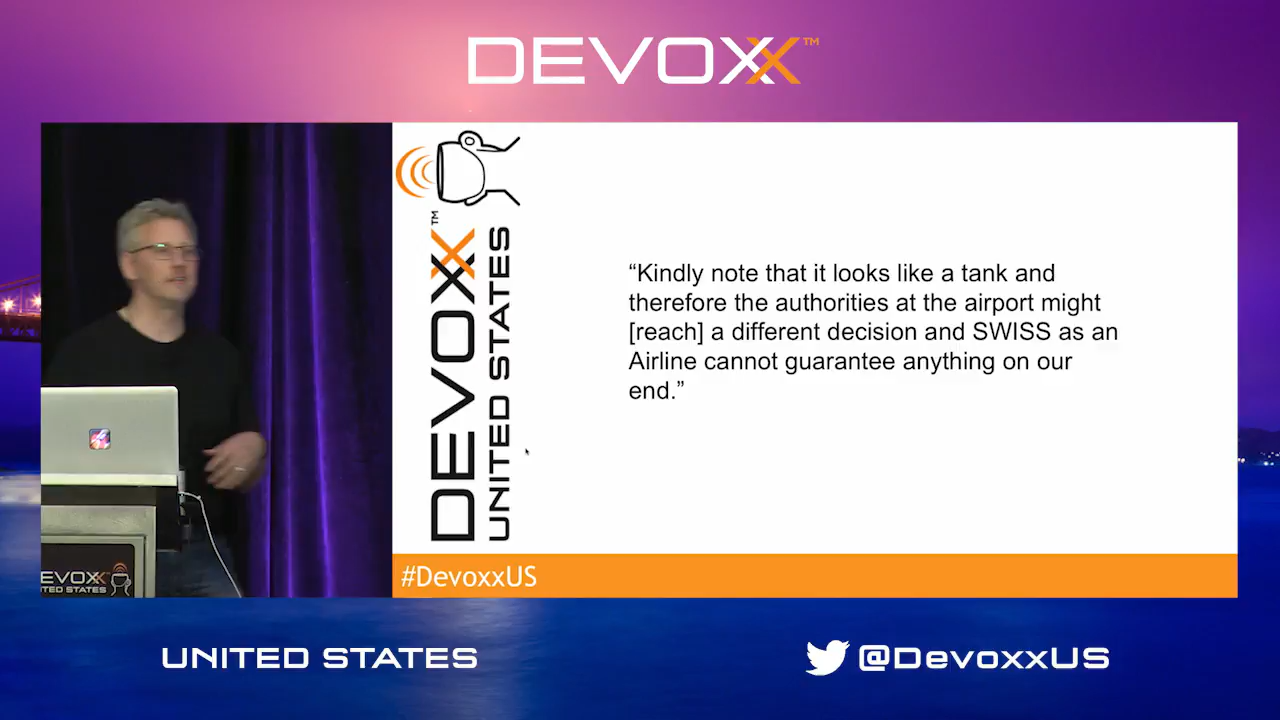 DEVOXX™
DEVOXX™
UNITED STATES
“Kindly note that it looks like a tank and
therefore the authorities at the airport might
[reach] a different decision and SWISS as an
Airline cannot guarantee anything on our
end.”
#DevoxxUS
EVOXX
ITED STATES
UNITED STATES
@DevoxxUS